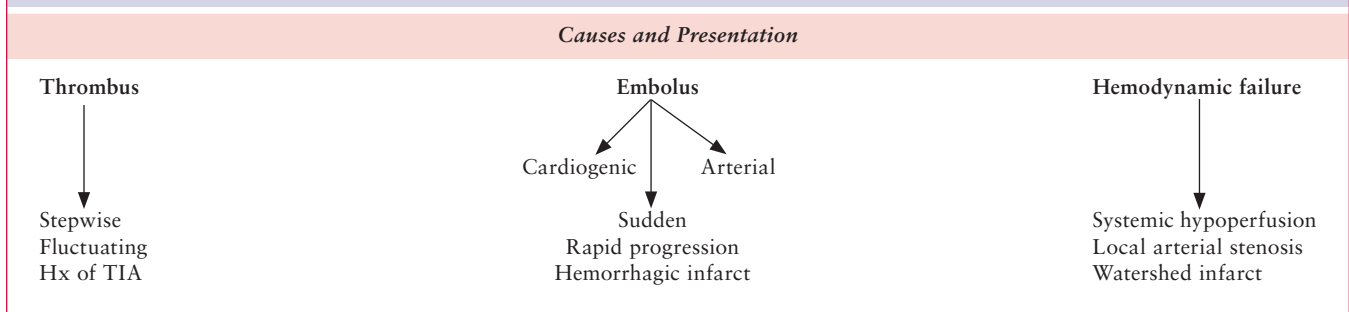 Causes and Presentation
Thrombus
Embolus
Hemodynamic failure
Cardiogenic
Arterial
Stepwise
Fluctuating
Hx of TIA
Sudden
Rapid progression
Hemorrhagic infarct
Systemic hypoperfusion
Local arterial stenosis
Watershed infarct